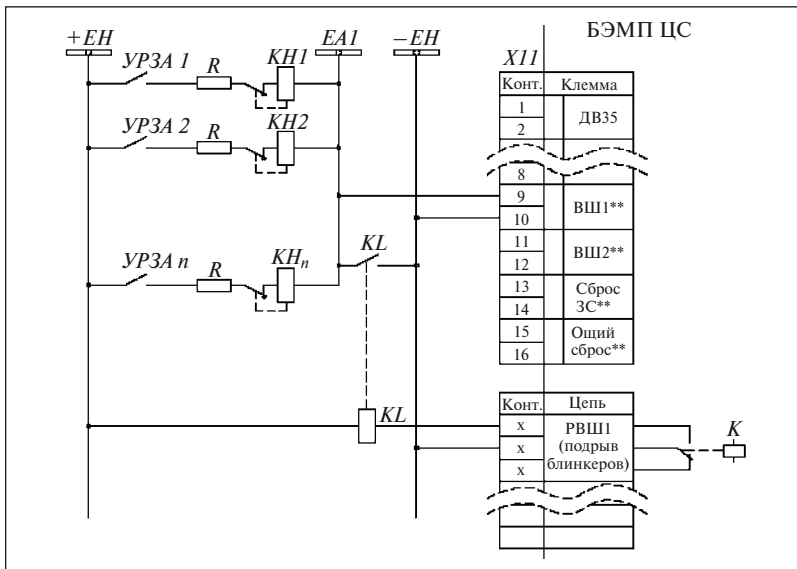 +EH
EA1
−EH
БЭМП ЦС
УРЗА 1
R
KH1
УРЗА 2
R
KH2
УРЗА n
R
KHn
KL
KL
X11
Конт. Клемма
1
2
ДВ35
8
9
10
ВШ1**
11
12
ВШ2**
13
14
Сброс
ЗС**
15
16
Общий
сброс**
Конт. Цепь
x
x
x
РВШ1
(подрыв
блинкеров)
K